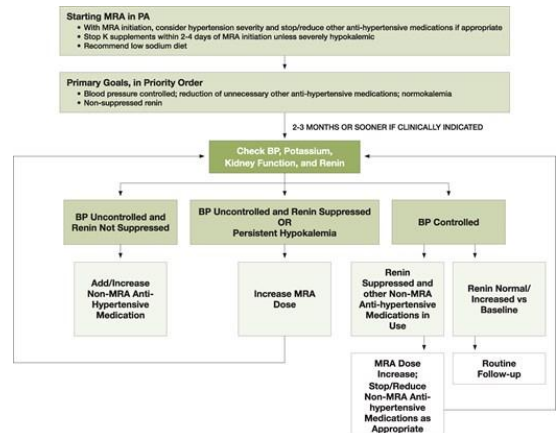 Starting MRA in PA
• With MRA initiation, consider hypertension severity and stop/reduce other anti-hypertensive medications if appropriate
• Stop K supplements within 2-4 days of MRA initiation unless severely hypokalemic
• Recommend low sodium diet
Primary Goals, in Priority Order
• Blood pressure controlled; reduction of unnecessary other anti-hypertensive medications; normokalemia
• Non-suppressed renin
2-3 MONTHS OR SOONER IF CLINICALLY INDICATED
Check BP, Potassium,
Kidney Function, and Renin
BP Uncontrolled and
Renin Not Suppressed
BP Uncontrolled and Renin Suppressed
OR
Persistent Hypokalemia
BP Controlled
Add/Increase
Non-MRA Anti-
Hypertensive
Medication
Increase MRA
Dose
Renin
Suppressed and
other Non-MRA
Anti-hypertensive
Medications in
Use
Renin Normal/
Increased vs
Baseline
MRA Dose
Increase;
Stop/Reduce
Non-MRA Anti-
hypertensive
Medications as
Appropriate
Routine
Follow-up